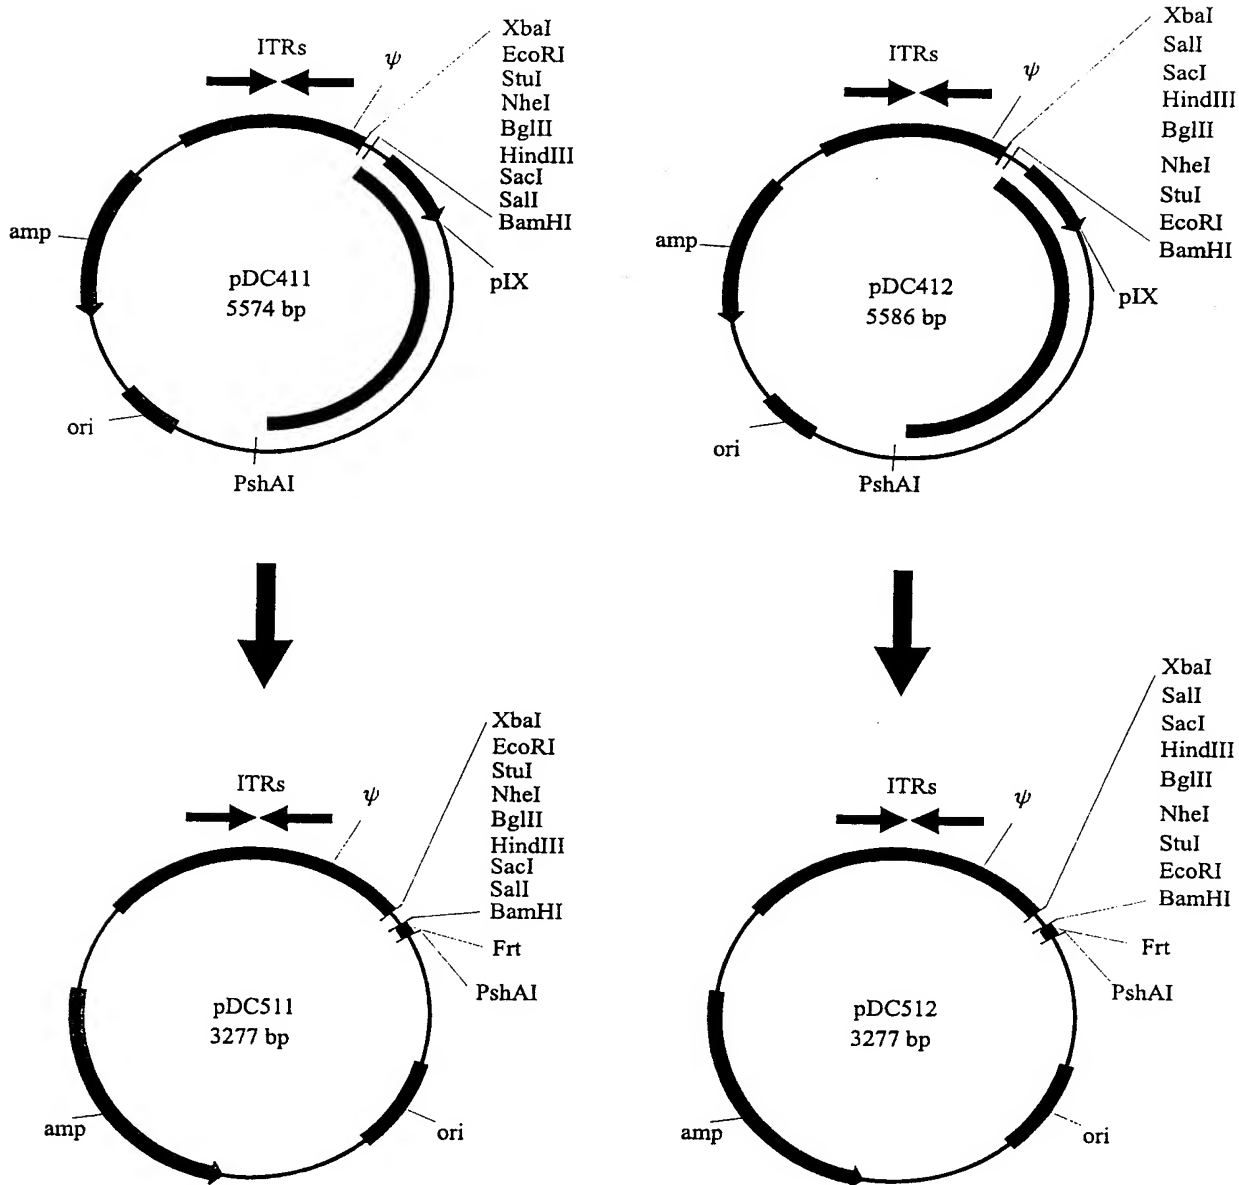 ITRs
ψ
XbaI
EcoRI
StuI
NheI
BglII
HindIII
SacI
SalI
BamHI
pIX
amp
pDC411
5574 bp
ori
PshAI
ITRs
ψ
XbaI
SalI
SacI
HindIII
BglII
NheI
StuI
EcoRI
BamHI
pIX
amp
pDC412
5586 bp
ori
PshAI
ITRs
ψ
XbaI
EcoRI
StuI
NheI
BglII
HindIII
SacI
SalI
BamHI
Frt
PshAI
pDC511
3277 bp
amp
ori
ITRs
ψ
XbaI
SalI
SacI
HindIII
BglII
NheI
StuI
EcoRI
BamHI
Frt
PshAI
pDC512
3277 bp
amp
ori